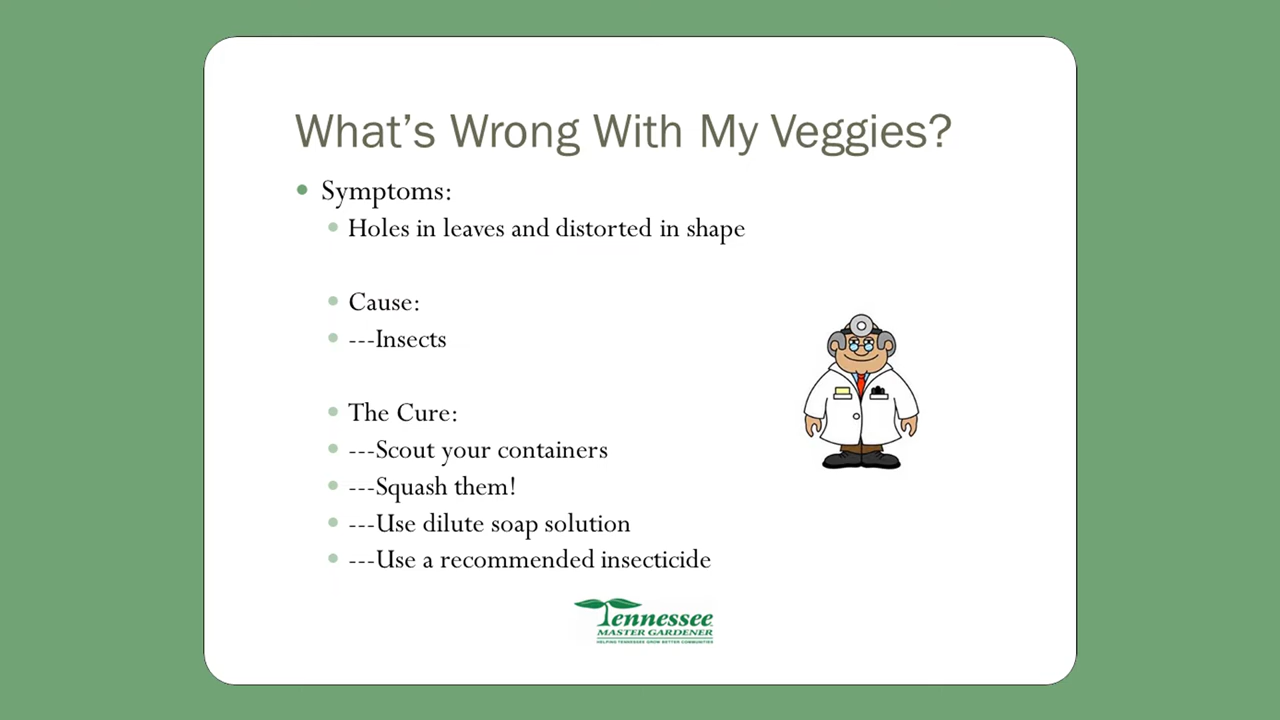 What's Wrong With My Veggies?
Symptoms:
Holes in leaves and distorted in shape
Cause:
---Insects
The Cure:
---Scout your containers
---Squash them!
---Use dilute soap solution
---Use a recommended insecticide
Tennessee
MASTER GARDENER
HELPING TENNESSEE GROW BETTER COMMUNITIES